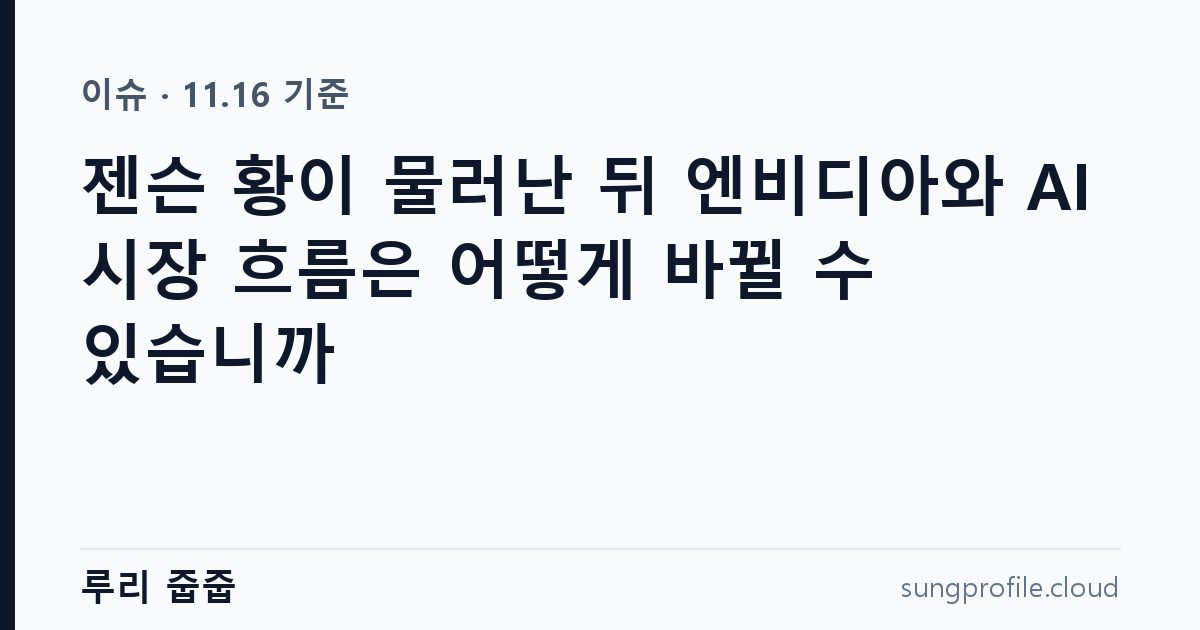 이슈 · 11.16 기준
젠슨 황이 물러난 뒤 엔비디아와 AI
시장 흐름은 어떻게 바뀔 수
있습니까
루리 줍줍
sungprofile.cloud